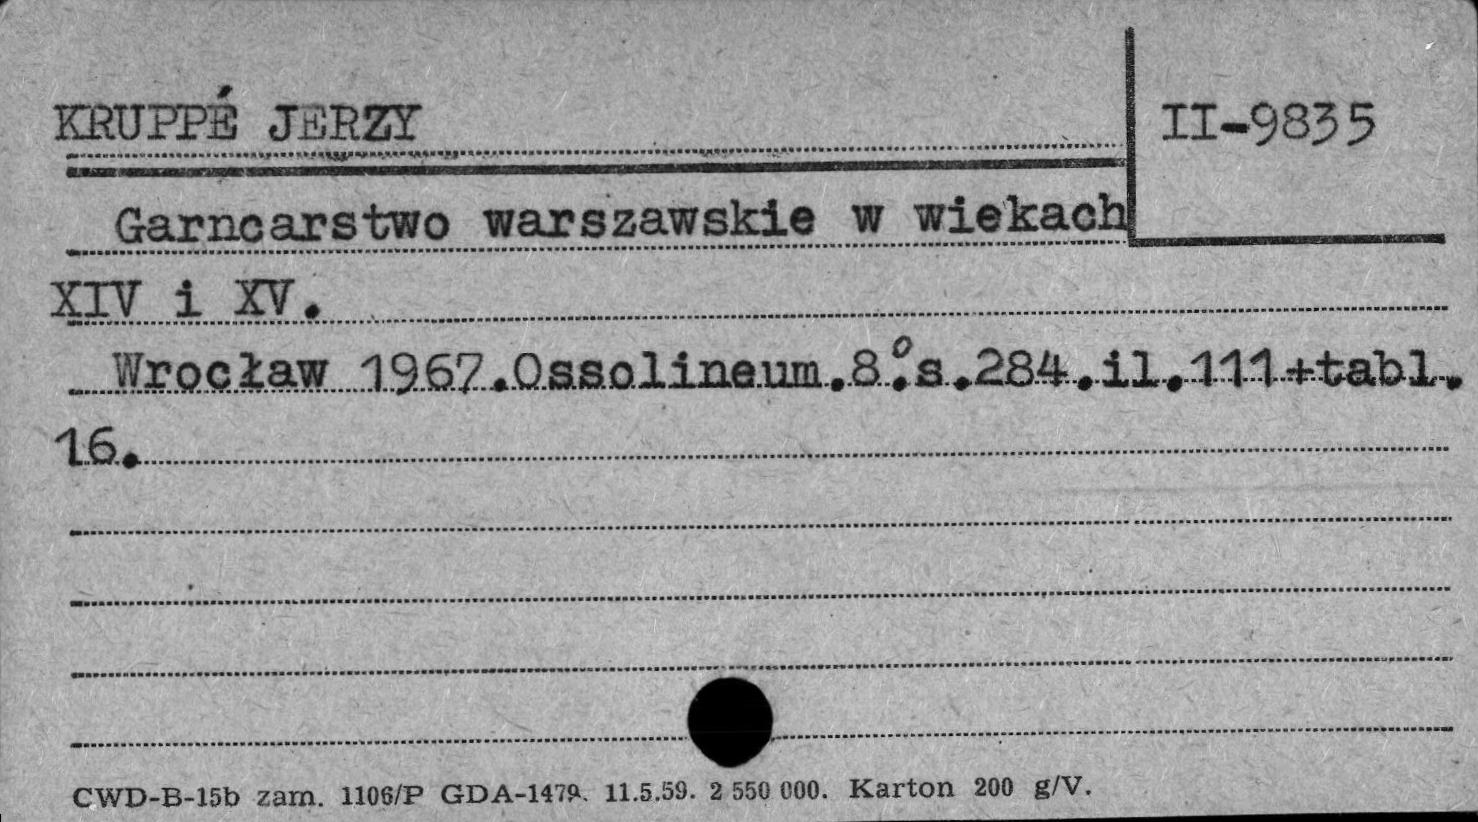 KRUPPÉ JERZY
II-9835
Garncarstwo warszawskie w wiekach
XIV i XV.
Wrocław 1967.Ossolineum.8°.s.284.il.111+tabl.
16.
CWD-B-15b zam. 1106/P GDA-1479. 11.5.59. 2 550 000. Karton 200 g/V.